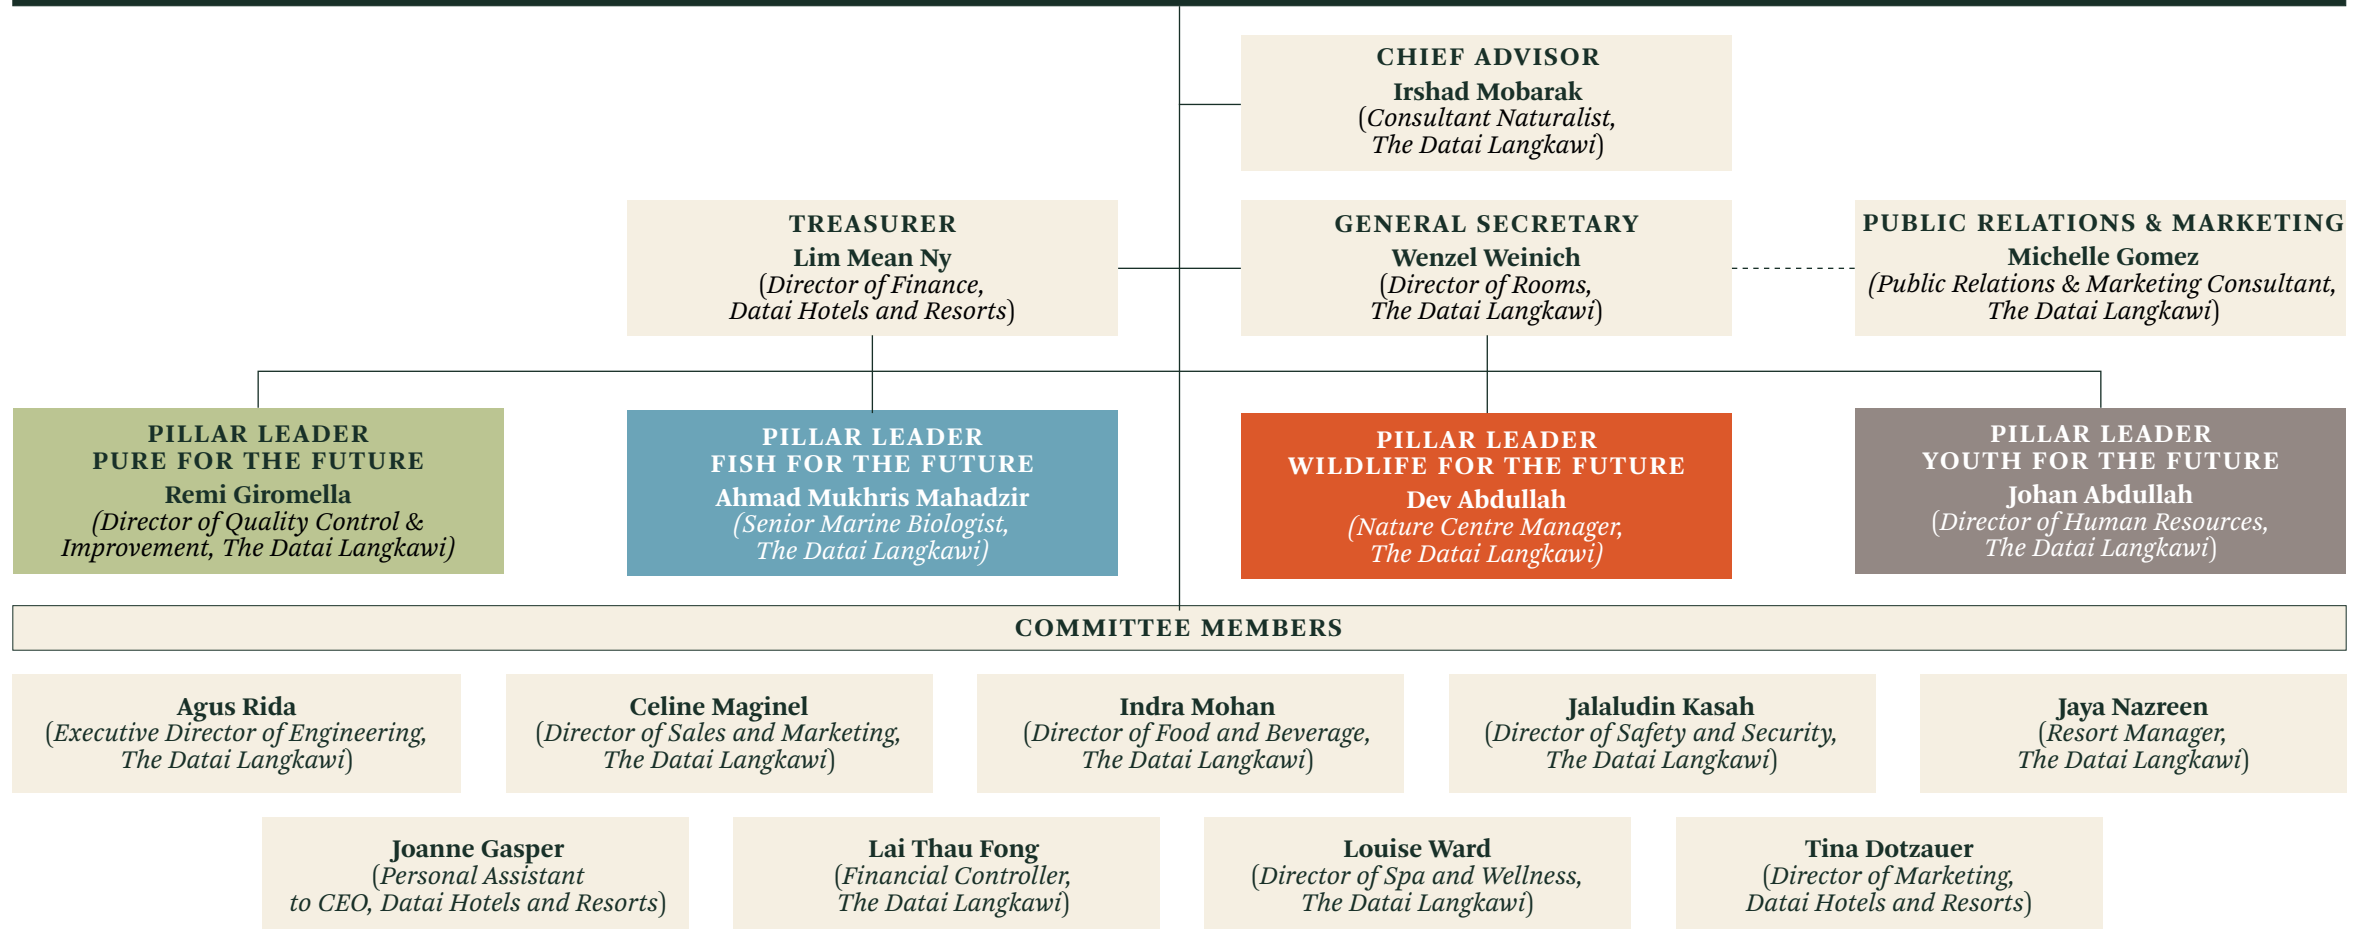 CHIEF ADVISOR
Irshad Mobarak
(Consultant Naturalist,
The Datai Langkawi)
TREASURER
Lim Mean Ny
(Director of Finance,
Datai Hotels and Resorts)
GENERAL SECRETARY
Wenzel Weinich
(Director of Rooms,
The Datai Langkawi)
PUBLIC RELATIONS & MARKETING
Michelle Gomez
(Public Relations & Marketing Consultant,
The Datai Langkawi)
PILLAR LEADER
PURE FOR THE FUTURE
Remi Giromella
(Director of Quality Control &
Improvement, The Datai Langkawi)
PILLAR LEADER
FISH FOR THE FUTURE
Ahmad Mukhris Mahadzir
(Senior Marine Biologist,
The Datai Langkawi)
PILLAR LEADER
WILDLIFE FOR THE FUTURE
Dev Abdullah
(Nature Centre Manager,
The Datai Langkawi)
PILLAR LEADER
YOUTH FOR THE FUTURE
Johan Abdullah
(Director of Human Resources,
The Datai Langkawi)
COMMITTEE MEMBERS
Agus Rida
(Executive Director of Engineering,
The Datai Langkawi)
Celine Maginel
(Director of Sales and Marketing,
The Datai Langkawi)
Indra Mohan
(Director of Food and Beverage,
The Datai Langkawi)
Jalaludin Kasah
(Director of Safety and Security,
The Datai Langkawi)
Jaya Nazreen
(Resort Manager,
The Datai Langkawi)
Joanne Gasper
(Personal Assistant
to CEO, Datai Hotels and Resorts)
Lai Thau Fong
(Financial Controller,
The Datai Langkawi)
Louise Ward
(Director of Spa and Wellness,
The Datai Langkawi)
Tina Dotzauer
(Director of Marketing,
Datai Hotels and Resorts)